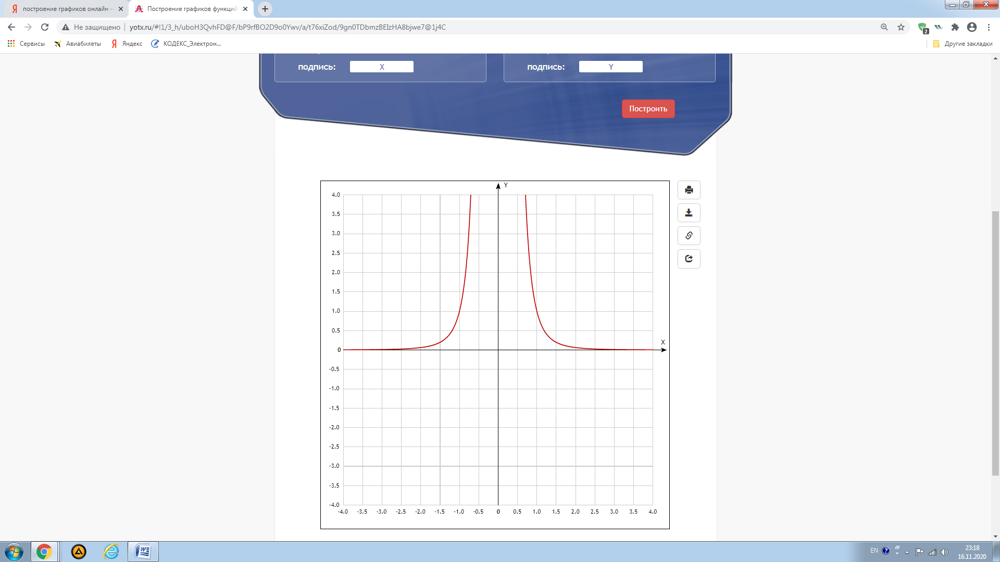 построение графиков онлайн –
Построение графиков функций
Не защищено
yotx.ru/#!1/3_h/uboH3QvhFD@F/bP9rfBO2D9o0Ywv/a/t76xiZod/9gn0TDbmzBEIzHA8bjwe7@1j4C
2
Сервисы
Авиабилеты
Яндекс
КОДЕКС_Электрон...
Другие закладки
подпись: X
подпись: Y
Построить
Y
4.0
3.5
3.0
2.5
2.0
1.5
1.0
0.5
X
0
-0.5
-1.0
-1.5
-2.0
-2.5
-3.0
-3.5
-4.0
-4.0 -3.5 -3.0 -2.5 -2.0 -1.5 -1.0 -0.5 0 0.5 1.0 1.5 2.0 2.5 3.0 3.5 4.0
EN
23:18
16.11.2020